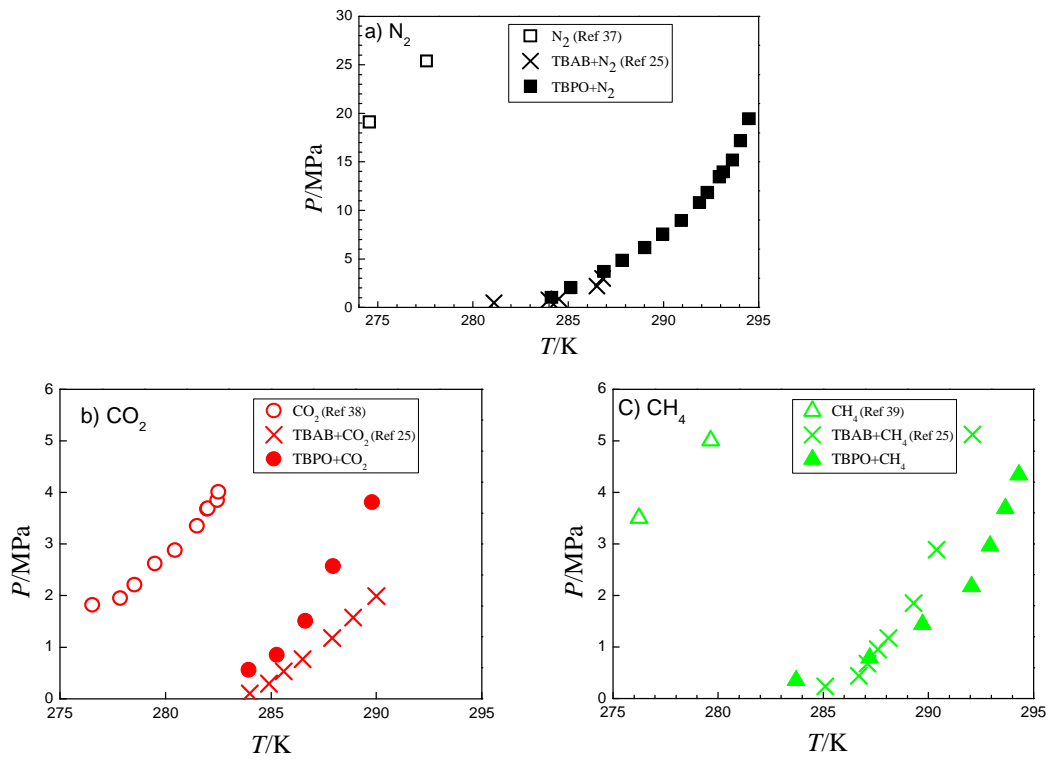 a) N2
N2 (Ref 37)
TBAB+N2 (Ref 25)
TBPO+N2
30
25
20
15
10
5
0
P/MPa
275 280 285 290 295
T/K
b) CO2
CO2 (Ref 38)
TBAB+CO2 (Ref 25)
TBPO+CO2
6
5
4
3
2
1
0
P/MPa
275 280 285 290 295
T/K
C) CH4
CH4 (Ref 39)
TBAB+CH4 (Ref 25)
TBPO+CH4
6
5
4
3
2
1
0
P/MPa
275 280 285 290 295
T/K